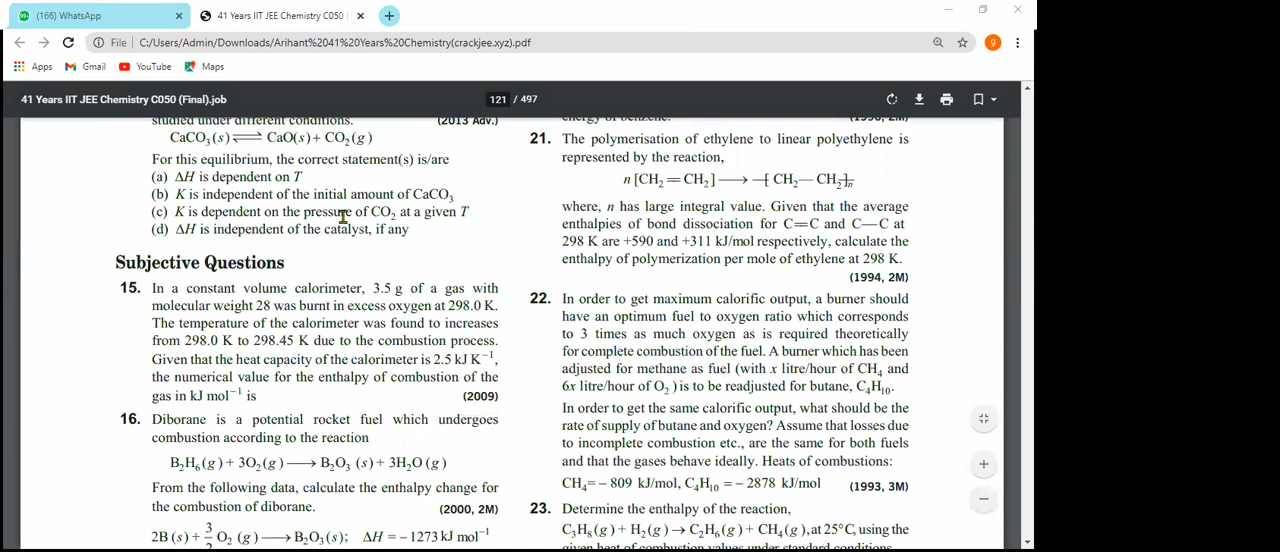 (166) WhatsApp
41 Years IIT JEE Chemistry C050
File | C:/Users/Admin/Downloads/Arihant%2041%20Years%20Chemistry(crackjee.xyz).pdf
g
Apps Gmail YouTube Maps
41 Years IIT JEE Chemistry C050 (Final).job
121 / 497
studied under different conditions. (2013 Adv.)
CaCO₃(s) ⇌ CaO(s) + CO₂(g)
For this equilibrium, the correct statement(s) is/are
(a) ΔH is dependent on T
(b) K is independent of the initial amount of CaCO₃
(c) K is dependent on the pressure of CO₂ at a given T
(d) ΔH is independent of the catalyst, if any
Subjective Questions
15. In a constant volume calorimeter, 3.5 g of a gas with
molecular weight 28 was burnt in excess oxygen at 298.0 K.
The temperature of the calorimeter was found to increases
from 298.0 K to 298.45 K due to the combustion process.
Given that the heat capacity of the calorimeter is 2.5 kJ K⁻¹,
the numerical value for the enthalpy of combustion of the
gas in kJ mol⁻¹ is (2009)
16. Diborane is a potential rocket fuel which undergoes
combustion according to the reaction
B₂H₆(g) + 3O₂(g) ⟶ B₂O₃ (s) + 3H₂O (g)
From the following data, calculate the enthalpy change for
the combustion of diborane. (2000, 2M)
2B (s) + 3/2 O₂ (g) ⟶ B₂O₃(s); ΔH = – 1273 kJ mol⁻¹
energy of benzene. (1996, 2M)
21. The polymerisation of ethylene to linear polyethylene is
represented by the reaction,
n [CH₂ = CH₂] ⟶ –[ CH₂ — CH₂ ]–ₙ
where, n has large integral value. Given that the average
enthalpies of bond dissociation for C=C and C—C at
298 K are +590 and +311 kJ/mol respectively, calculate the
enthalpy of polymerization per mole of ethylene at 298 K.
(1994, 2M)
22. In order to get maximum calorific output, a burner should
have an optimum fuel to oxygen ratio which corresponds
to 3 times as much oxygen as is required theoretically
for complete combustion of the fuel. A burner which has been
adjusted for methane as fuel (with x litre/hour of CH₄ and
6x litre/hour of O₂ ) is to be readjusted for butane, C₄H₁₀.
In order to get the same calorific output, what should be the
rate of supply of butane and oxygen? Assume that losses due
to incomplete combustion etc., are the same for both fuels
and that the gases behave ideally. Heats of combustions:
CH₄= – 809 kJ/mol, C₄H₁₀ = – 2878 kJ/mol (1993, 3M)
23. Determine the enthalpy of the reaction,
C₃H₈(g) + H₂(g) → C₂H₆(g) + CH₄(g), at 25°C, using the
given heat of combustion values under standard conditions.